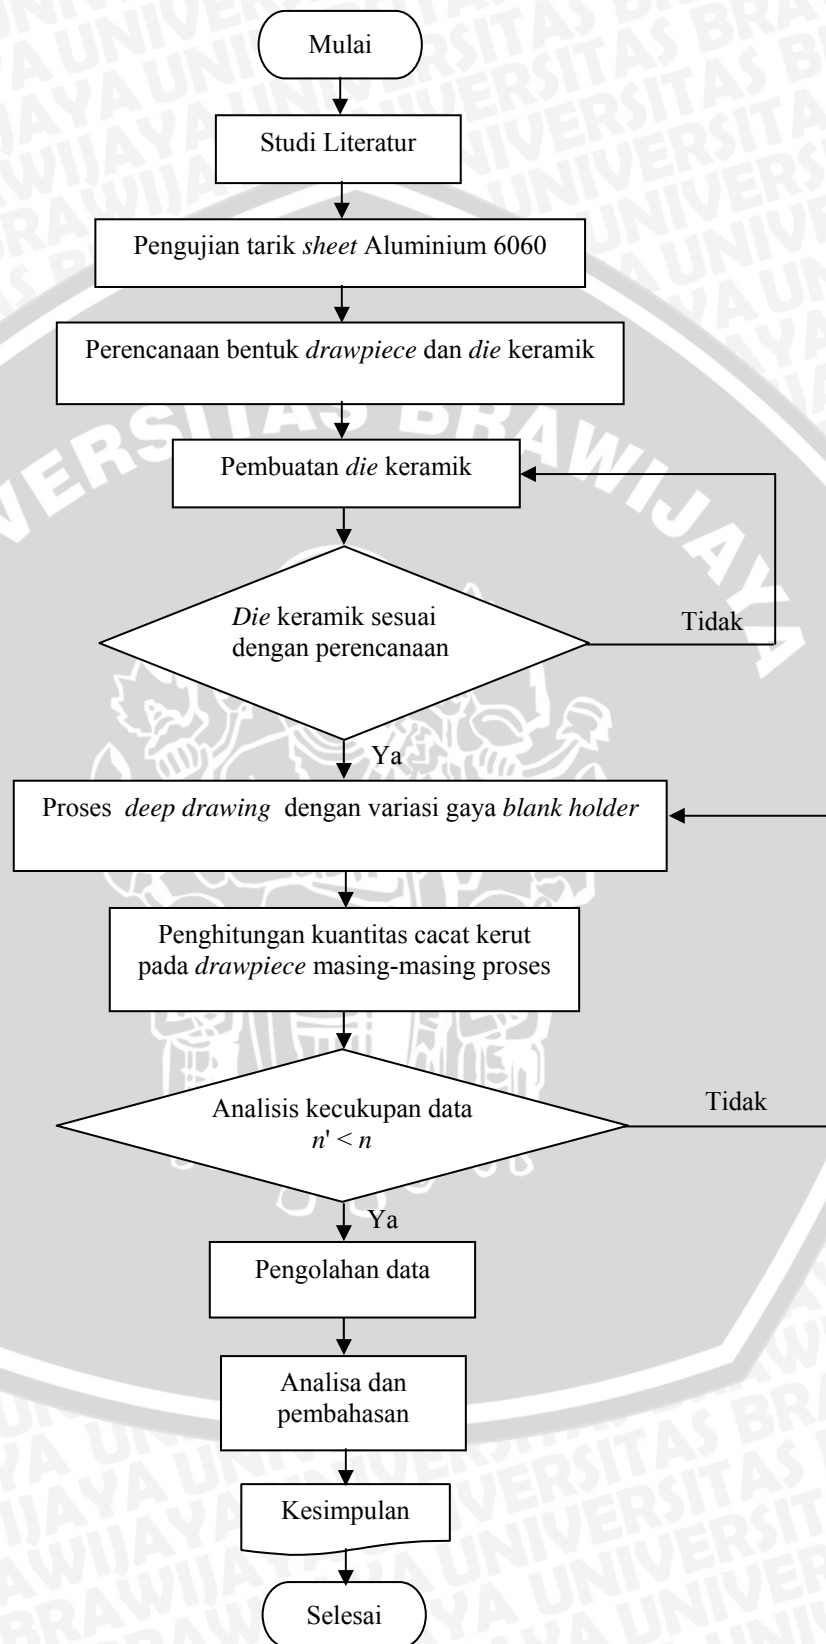 Mulai
Studi Literatur
Pengujian tarik sheet Aluminium 6060
Perencanaan bentuk drawpiece dan die keramik
UNIVERSITAS BRAWIJAYA
Pembuatan die keramik
Die keramik sesuai
dengan perencanaan
Tidak
Ya
Proses deep drawing dengan variasi gaya blank holder
Penghitungan kuantitas cacat kerut
pada drawpiece masing-masing proses
Analisis kecukupan data
n' < n
Tidak
Ya
Pengolahan data
Analisa dan
pembahasan
Kesimpulan
Selesai